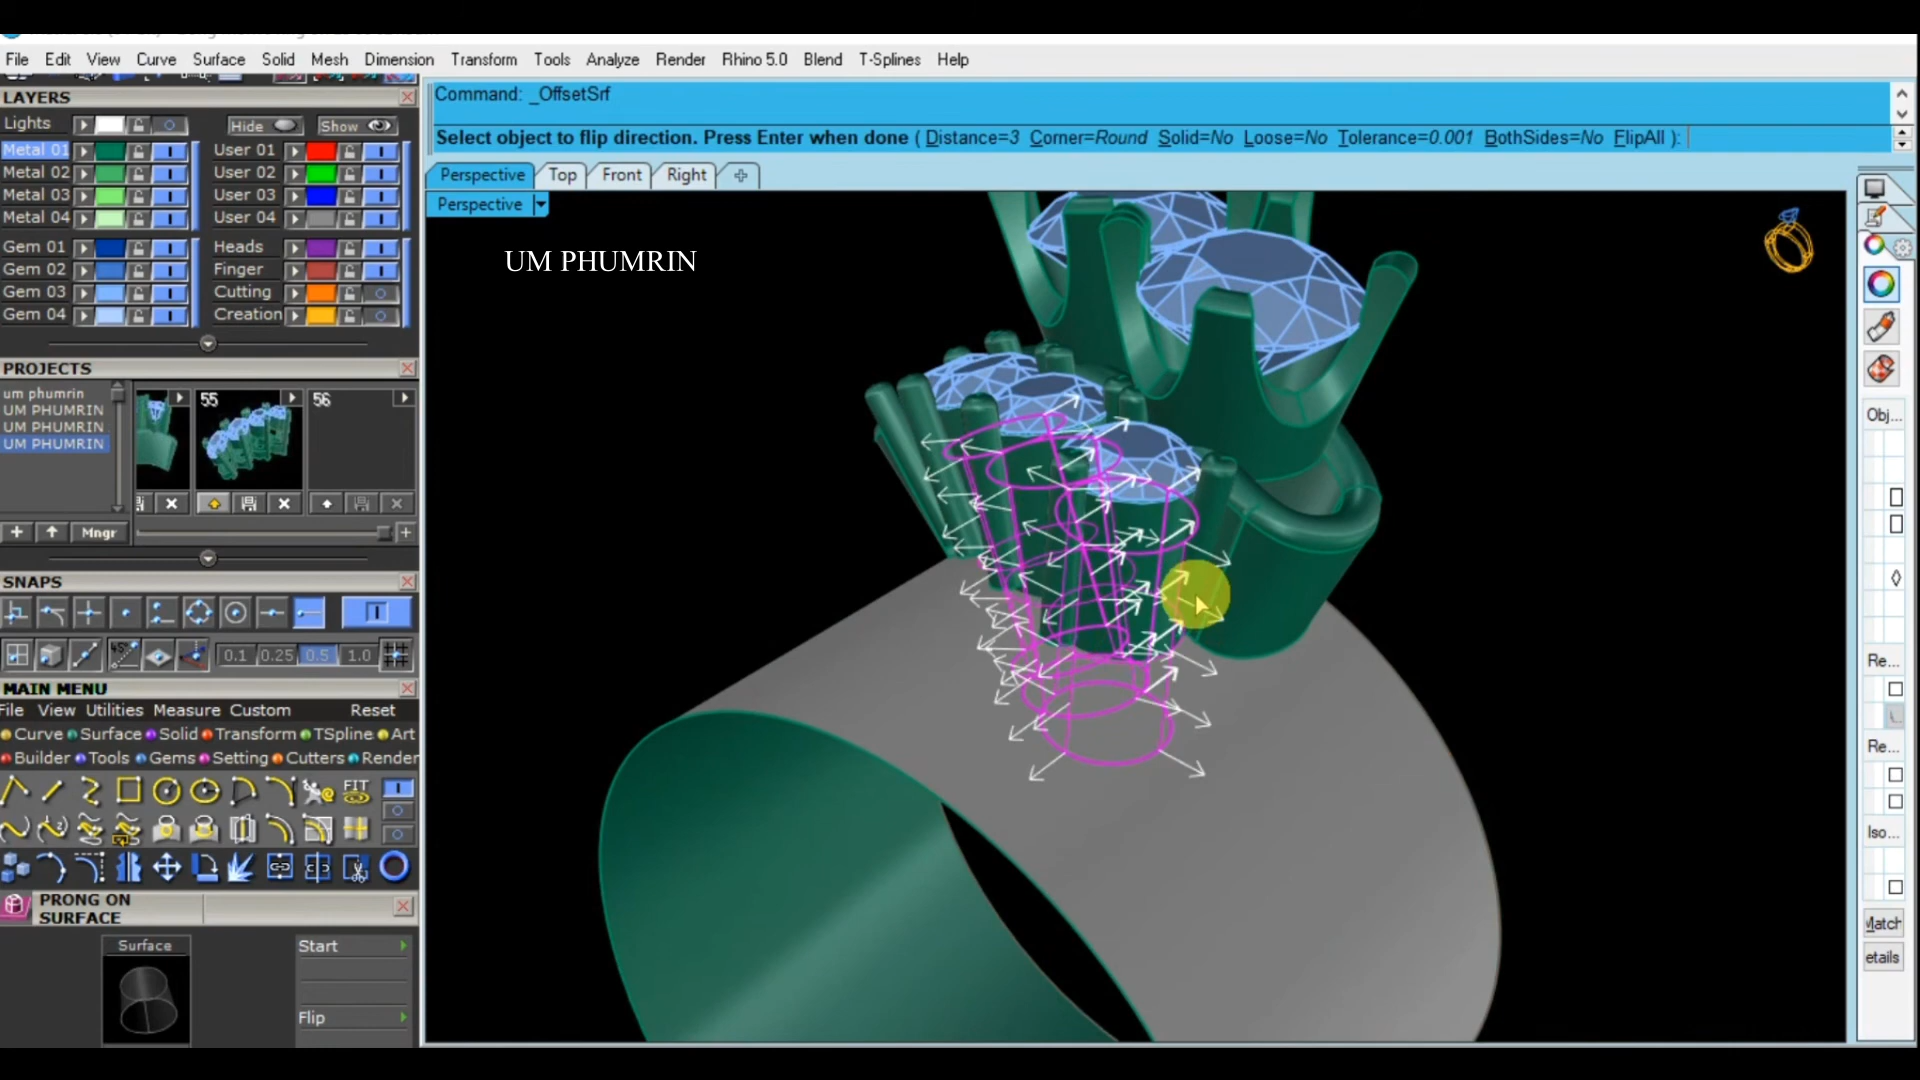 File Edit View Curve Surface Solid Mesh Dimension Transform Tools Analyze Render Rhino 5.0 Blend T-Splines Help
LAYERS
Lights Hide Show
Metal 01 User 01
Metal 02 User 02
Metal 03 User 03
Metal 04 User 04
Gem 01 Heads
Gem 02 Finger
Gem 03 Cutting
Gem 04 Creation
PROJECTS
um phumrin
UM PHUMRIN
UM PHUMRIN
UM PHUMRIN
55 56
Mngr
SNAPS
0.1 0.25 0.5 1.0
MAIN MENU
File View Utilities Measure Custom Reset
Curve Surface Solid Transform TSpline Art
Builder Tools Gems Setting Cutters Render
FIT
PRONG ON
SURFACE
Surface Start
Flip
Command: _OffsetSrf
Select object to flip direction. Press Enter when done ( Distance=3 Corner=Round Solid=No Loose=No Tolerance=0.001 BothSides=No FlipAll ):
Perspective Top Front Right
Perspective
UM PHUMRIN
Obj...
Re...
Re...
Iso...
Match
etails